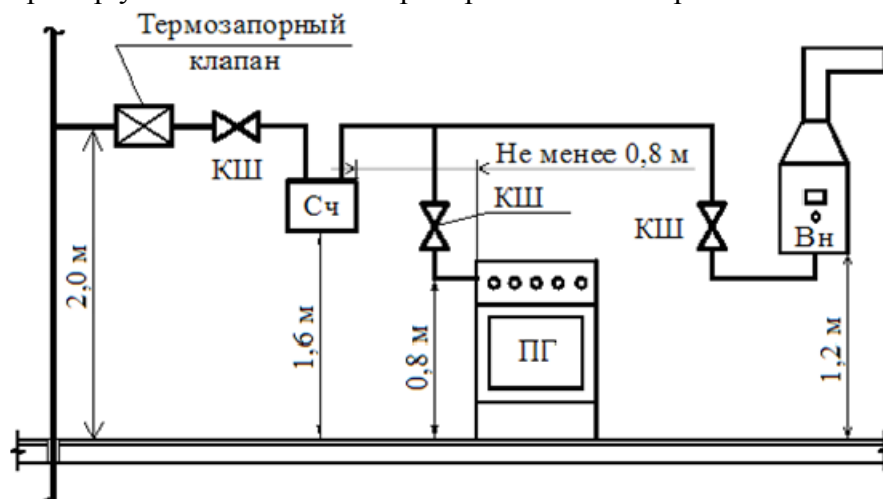 Термозапорный
клапан
КШ
Не менее 0,8 м
Сч
КШ
КШ
Вн
2,0 м
1,6 м
0,8 м
ПГ
1,2 м